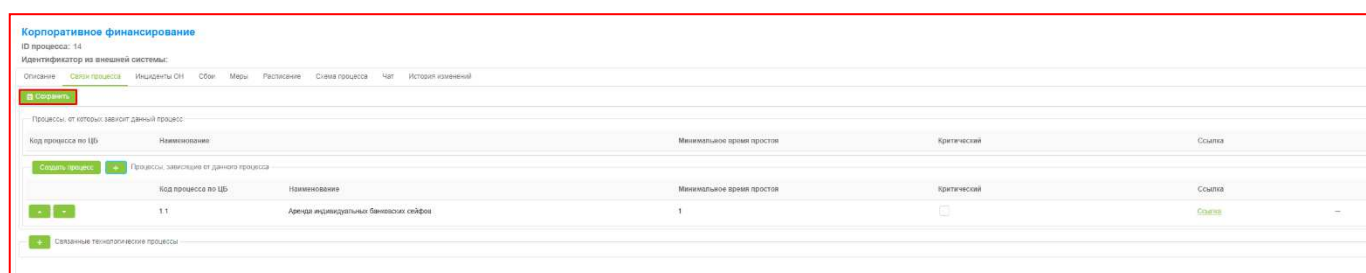 Корпоративное финансирование
ID процесса: 14
Идентификатор из внешней системы:
Описание Связи процесса Инциденты ОН Сбои Меры Расписание Схема процесса Чат История изменений
Сохранить
Процессы, от которых зависит данный процесс
Код процесса по ЦБ Наименование Минимальное время простоя Критический Ссылка
Создать процесс + Процессы, зависящие от данного процесса
Код процесса по ЦБ Наименование Минимальное время простоя Критический Ссылка
1.1 Аренда индивидуальных банковских сейфов 1 Ссылка
+ Связанные технологические процессы